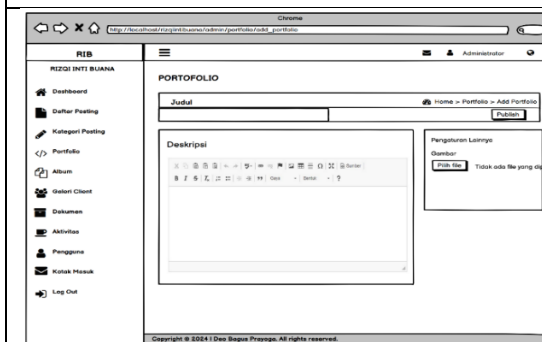 Chrome
http://localhost/rizqiintibuana/admin/portfolio/add_portfolio
RIB
Administrator
RIZQI INTI BUANA
PORTOFOLIO
Dashboard
Judul
Home > Portfolio > Add Portfolio
Daftar Posting
Publish
Kategori Posting
Portfolio
Album
Galeri Client
Dokumen
Aktivitas
Pengguna
Kotak Masuk
Log Out
Deskripsi
Pengaturan Lainnya
Gambar
Pilih file
Tidak ada file yang dip
Copyright © 2024 | Deo Bagus Prayoga. All rights reserved.